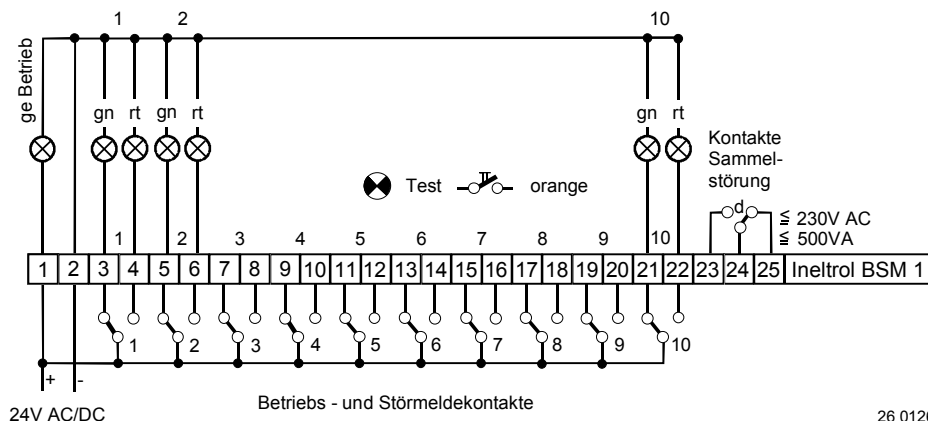 1 2 10
ge Betrieb
gn rt gn rt gn rt
Kontakte
Sammel-
störung
Test orange
d
≦ 230V AC
≦ 500VA
1 2 3 4 5 6 7 8 9 10
1 2 3 4 5 6 7 8 9 10 11 12 13 14 15 16 17 18 19 20 21 22 23 24 25 Ineltrol BSM 1
1 2 3 4 5 6 7 8 9 10
+ -
24V AC/DC
Betriebs - und Störmeldekontakte